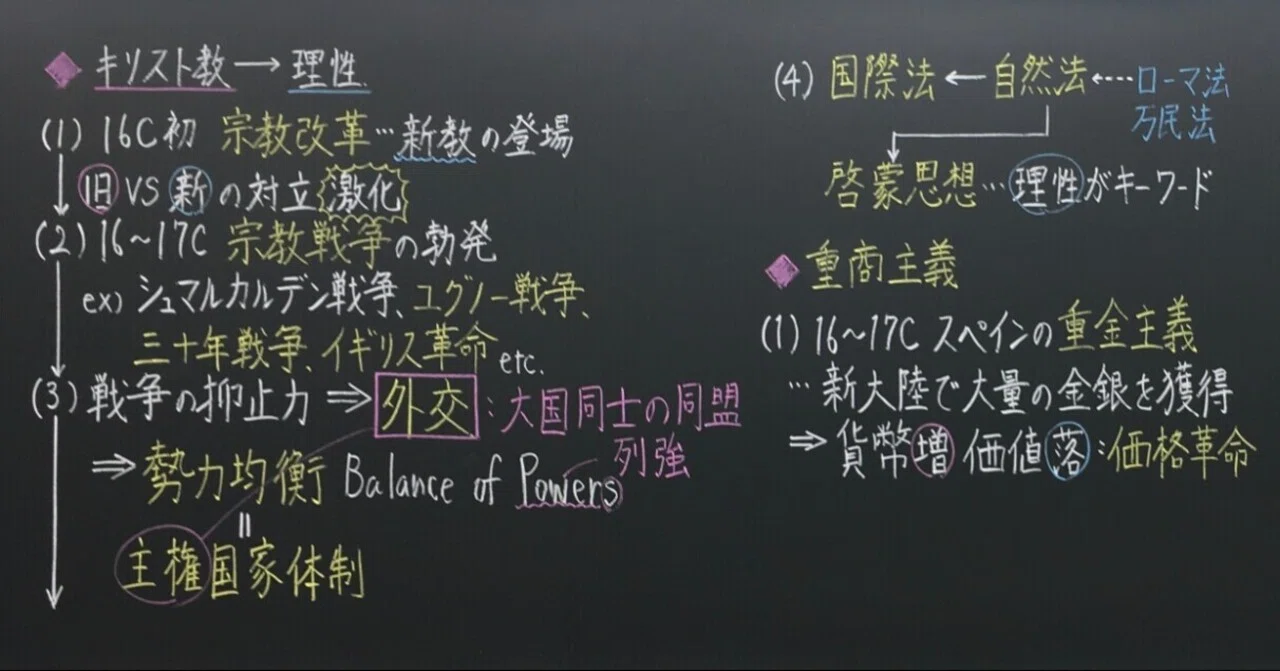 ◆ キリスト教→理性
(1) 16C初 宗教改革…新教の登場
旧 VS 新 の対立 激化
(2) 16~17C 宗教戦争の勃発
ex) シュマルカルデン戦争、ユグノー戦争、
三十年戦争、イギリス革命 etc.
(3) 戦争の抑止力 ⇒ 外交 : 大国同士の同盟
列強
⇒ 勢力均衡 Balance of Powers
=
主権国家体制
(4) 国際法 ← 自然法 ← ローマ法
万民法
啓蒙思想…理性がキーワード
◆ 重商主義
(1) 16~17C スペインの重金主義
… 新大陸で大量の金銀を獲得
⇒ 貨幣増 価値落 : 価格革命